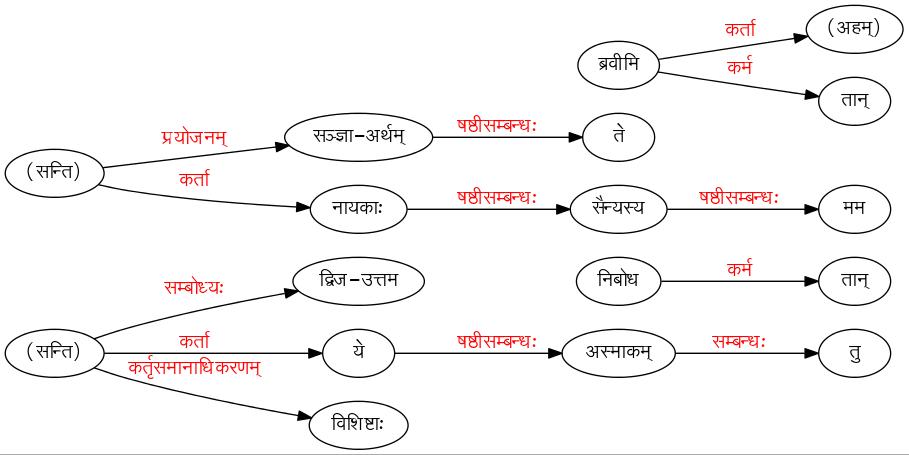 कर्ता
(अहम्)
ब्रवीमि
कर्म
तान्
प्रयोजनम्
सञ्ज्ञा-अर्थम्
षष्ठीसम्बन्धः
ते
(सन्ति)
कर्ता
नायकाः
षष्ठीसम्बन्धः
सैन्यस्य
षष्ठीसम्बन्धः
मम
सम्बोध्यः
द्विज-उत्तम
निबोध
कर्म
तान्
(सन्ति)
कर्ता
ये
षष्ठीसम्बन्धः
अस्माकम्
सम्बन्धः
तु
कर्तृसमानाधिकरणम्
विशिष्टाः